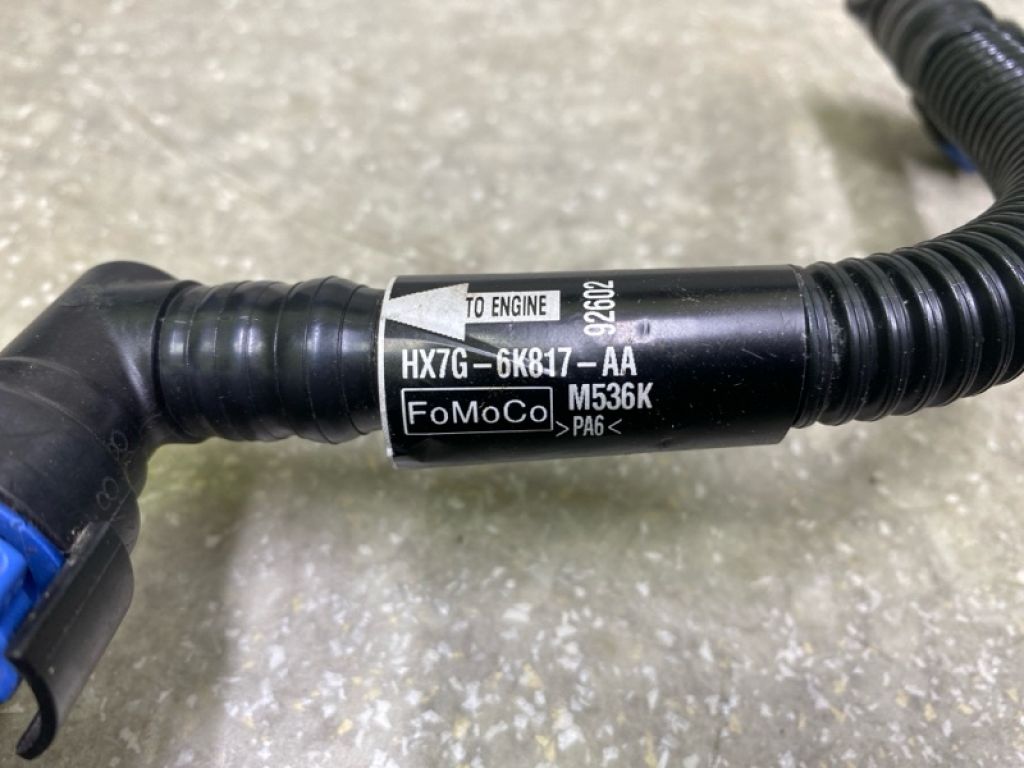 TO ENGINE
92602
HX7G-6K817-AA
FoMoCo
M536K
>PA6<